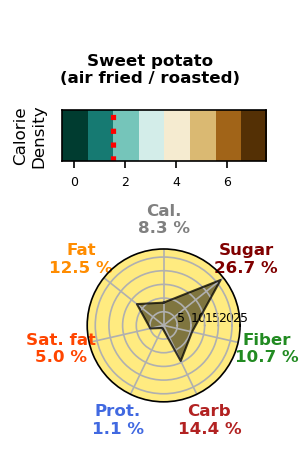 Sweet potato
(air fried / roasted)
Calorie
Density
0 2 4 6
Cal.
8.3 %
Fat
12.5 %
Sugar
26.7 %
5 10 15 20 25
Sat. fat
5.0 %
Fiber
10.7 %
Prot.
1.1 %
Carb
14.4 %